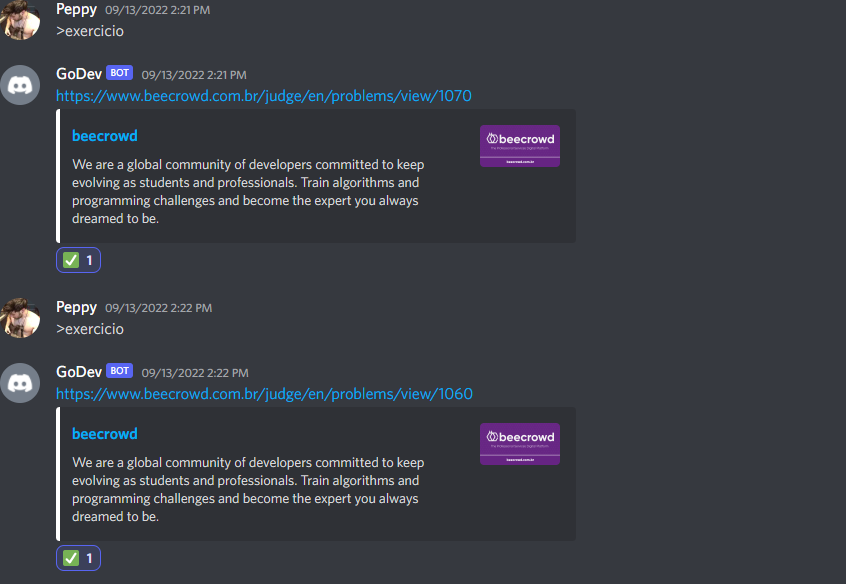 Peppy 09/13/2022 2:21 PM
>exercicio
GoDev BOT 09/13/2022 2:21 PM
https://www.beecrowd.com.br/judge/en/problems/view/1070
beecrowd
beecrowd
We are a global community of developers committed to keep
evolving as students and professionals. Train algorithms and
programming challenges and become the expert you always
dreamed to be.
beecrowd.com.br
1
Peppy 09/13/2022 2:22 PM
>exercicio
GoDev BOT 09/13/2022 2:22 PM
https://www.beecrowd.com.br/judge/en/problems/view/1060
beecrowd
beecrowd
We are a global community of developers committed to keep
evolving as students and professionals. Train algorithms and
programming challenges and become the expert you always
dreamed to be.
beecrowd.com.br
1